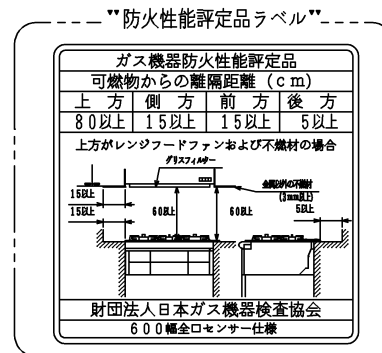 防火性能評定品ラベル
ガス機器防火性能評定品
可燃物からの離隔距離（cm）
上方 側方 前方 後方
80以上 15以上 15以上 5以上
上方がレンジフードファンおよび不燃材の場合
グリスフィルター
金属以外の不燃材
(3mm以上)
15以上
15以上
60以上
60以上
5以上
財団法人日本ガス機器検査協会
600幅全口センサー仕様